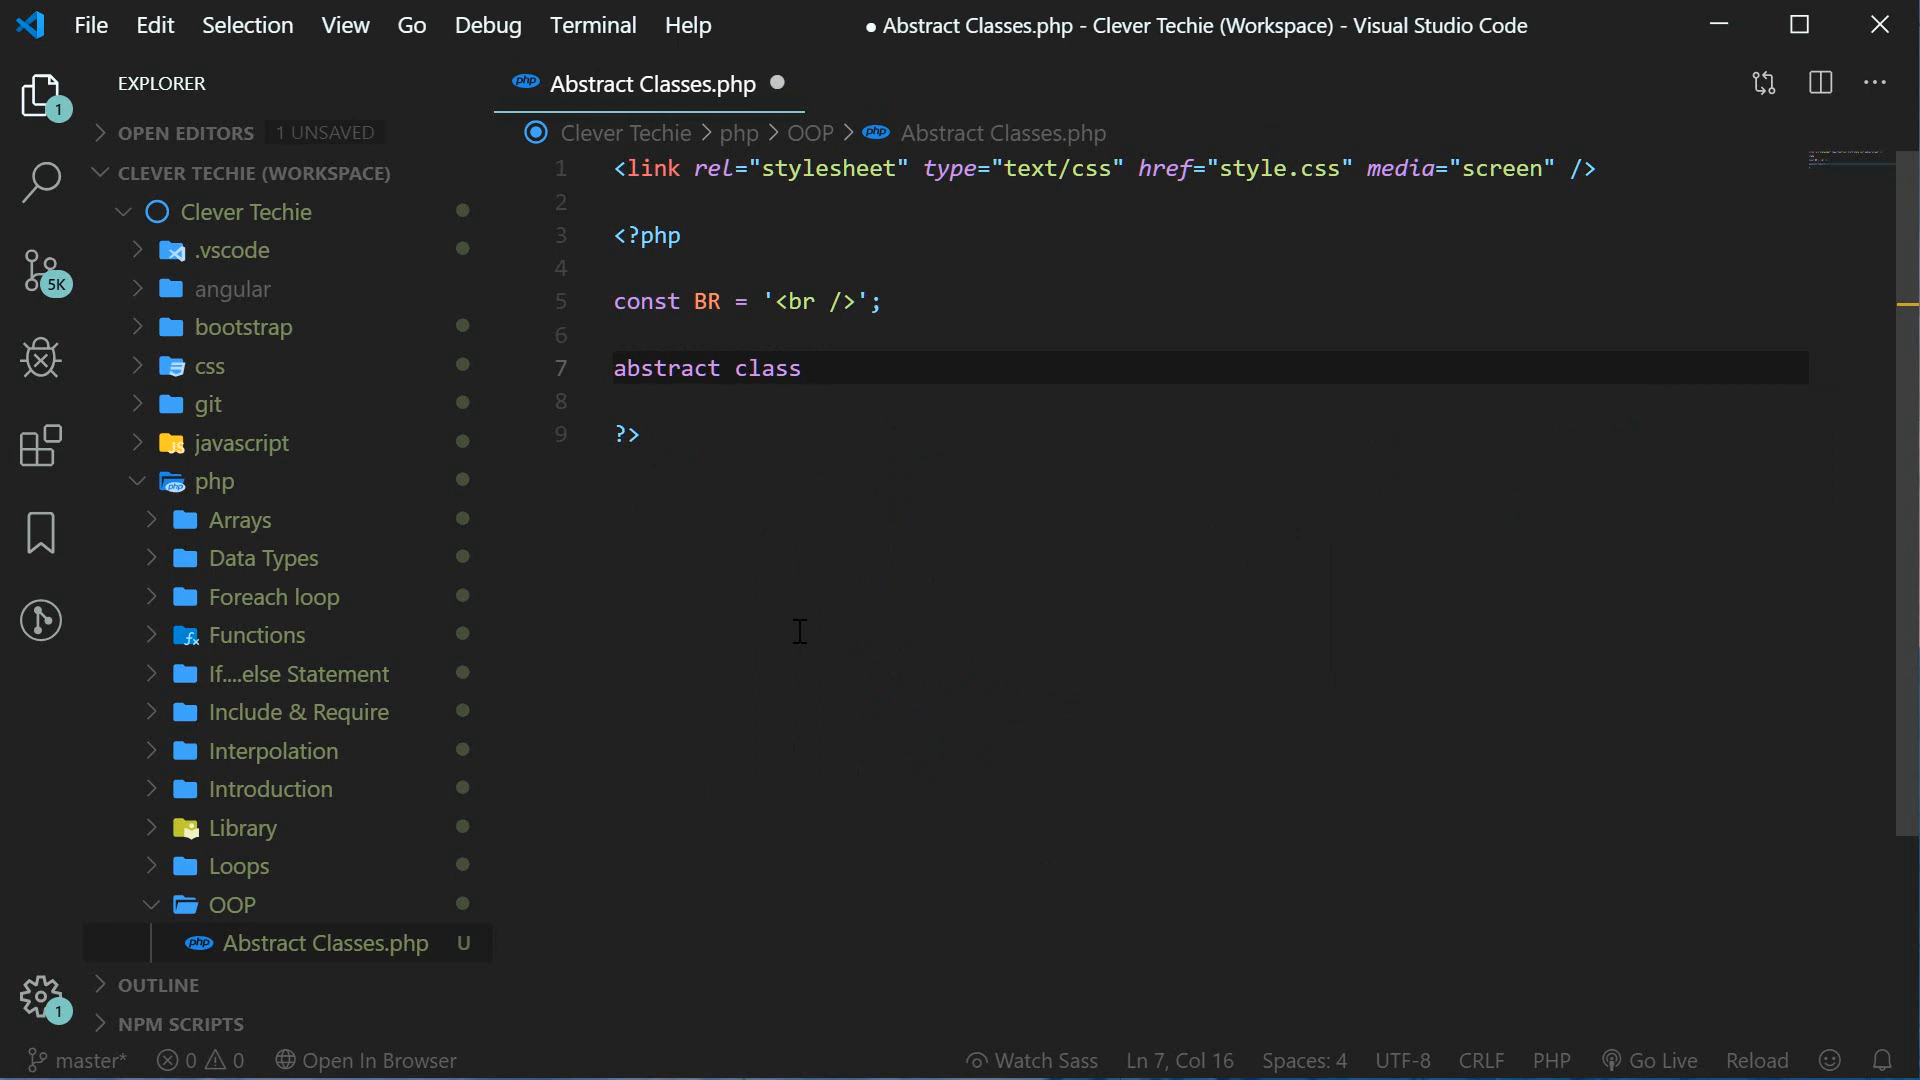 File Edit Selection View Go Debug Terminal Help
● Abstract Classes.php - Clever Techie (Workspace) - Visual Studio Code
EXPLORER
1
OPEN EDITORS 1 UNSAVED
CLEVER TECHIE (WORKSPACE)
Clever Techie
.vscode
angular
5K
bootstrap
css
git
javascript
php
Arrays
Data Types
Foreach loop
Functions
If....else Statement
Include & Require
Interpolation
Introduction
Library
Loops
OOP
Abstract Classes.php U
OUTLINE
1
NPM SCRIPTS
php Abstract Classes.php
Clever Techie > php > OOP > php Abstract Classes.php
1 <link rel="stylesheet" type="text/css" href="style.css" media="screen" />
2
3 <?php
4
5 const BR = '<br />';
6
7 abstract class
8
9 ?>
master* 0 0 Open In Browser Watch Sass Ln 7, Col 16 Spaces: 4 UTF-8 CRLF PHP Go Live Reload